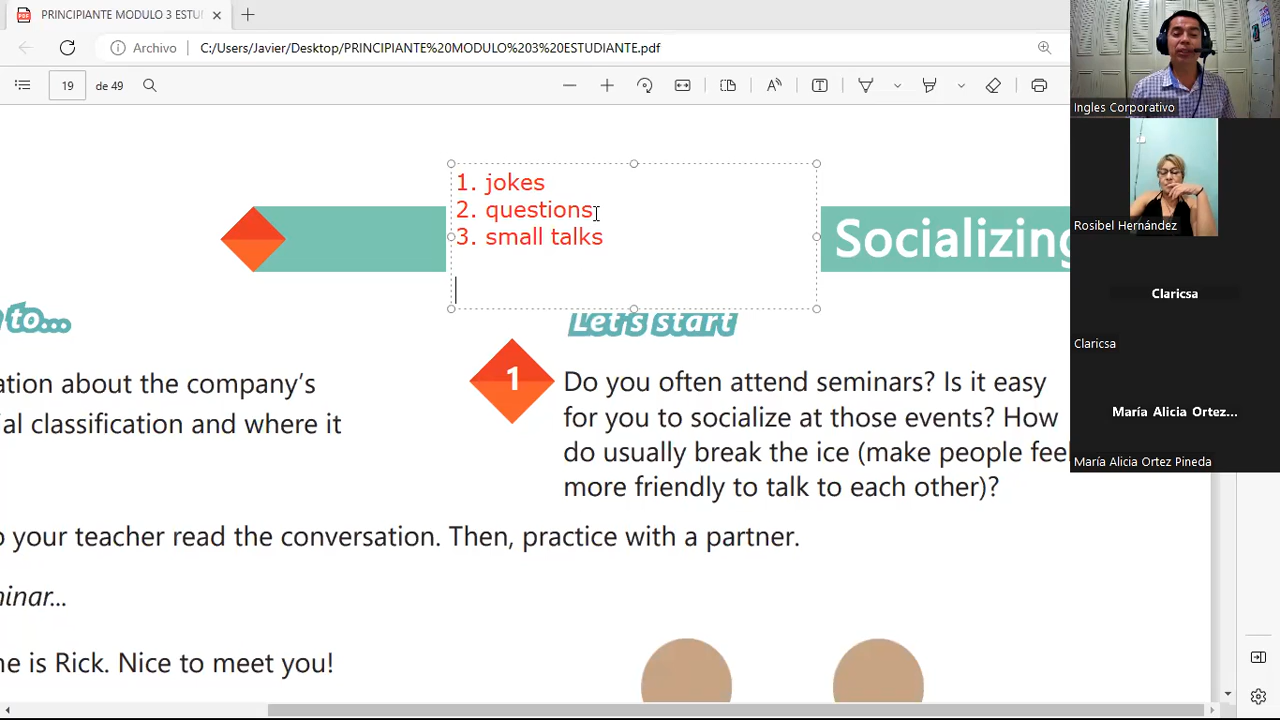 PRINCIPIANTE MODULO 3 ESTU
Archivo
C:/Users/Javier/Desktop/PRINCIPIANTE%20MODULO%203%20ESTUDIANTE.pdf
19 de 49
1. jokes
2. questions
3. small talks
Socializing
to...
Let's start
ation about the company's
ial classification and where it
1
Do you often attend seminars? Is it easy
for you to socialize at those events? How
do usually break the ice (make people feel
more friendly to talk to each other)?
o your teacher read the conversation. Then, practice with a partner.
minar...
ne is Rick. Nice to meet you!
Ingles Corporativo
Rosibel Hernández
Claricsa
Claricsa
María Alicia Ortez...
María Alicia Ortez Pineda